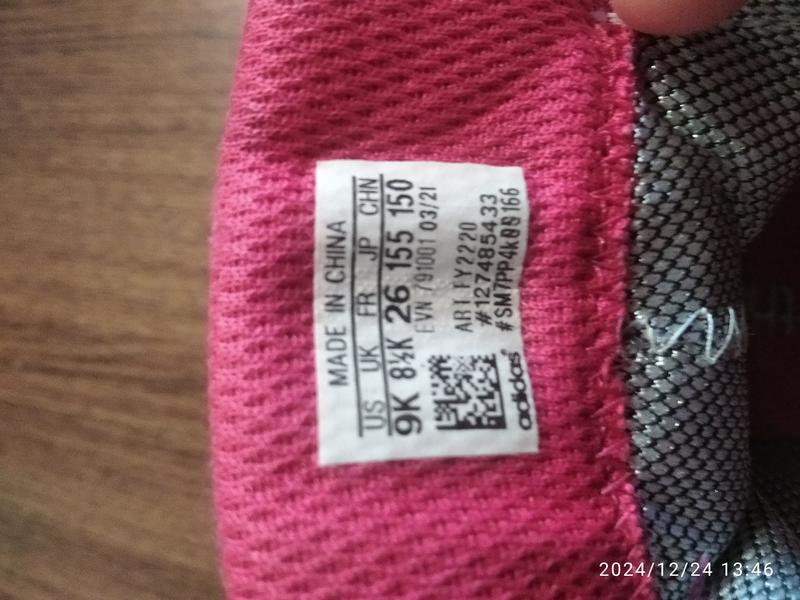 MADE IN CHINA
US UK FR JP CHN
9K 8½K 26 155 150
EVN 791001 03/21
ART FY2220
#127485433
#SM7PP4k00166
adidas
2024/12/24 13:46